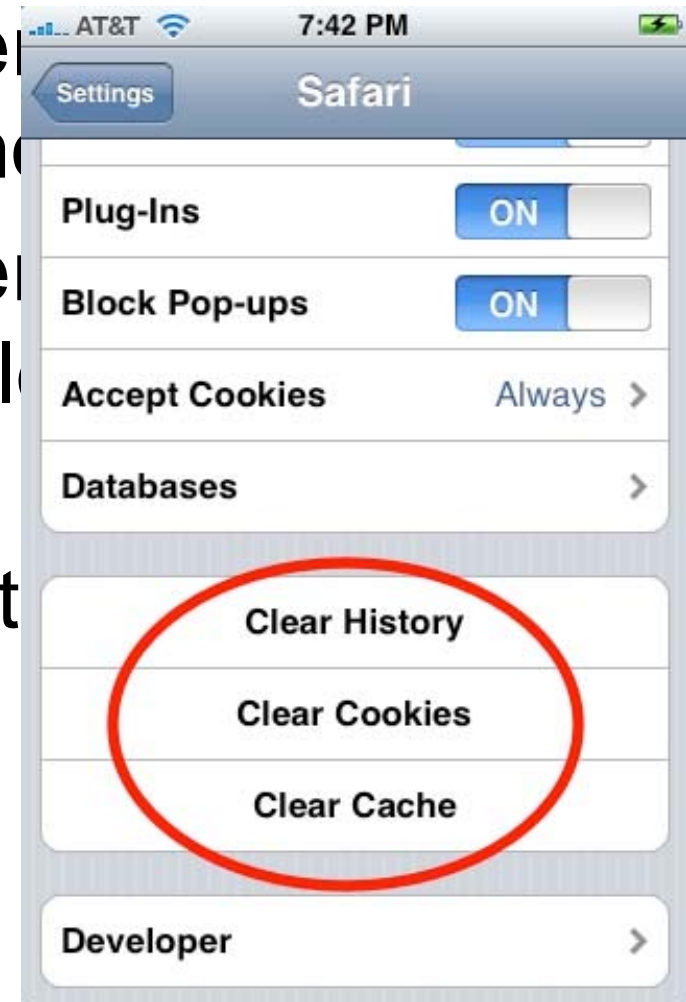 AT&T 7:42 PM
Settings Safari
Plug-Ins ON
Block Pop-ups ON
Accept Cookies Always
Databases
Clear History
Clear Cookies
Clear Cache
Developer